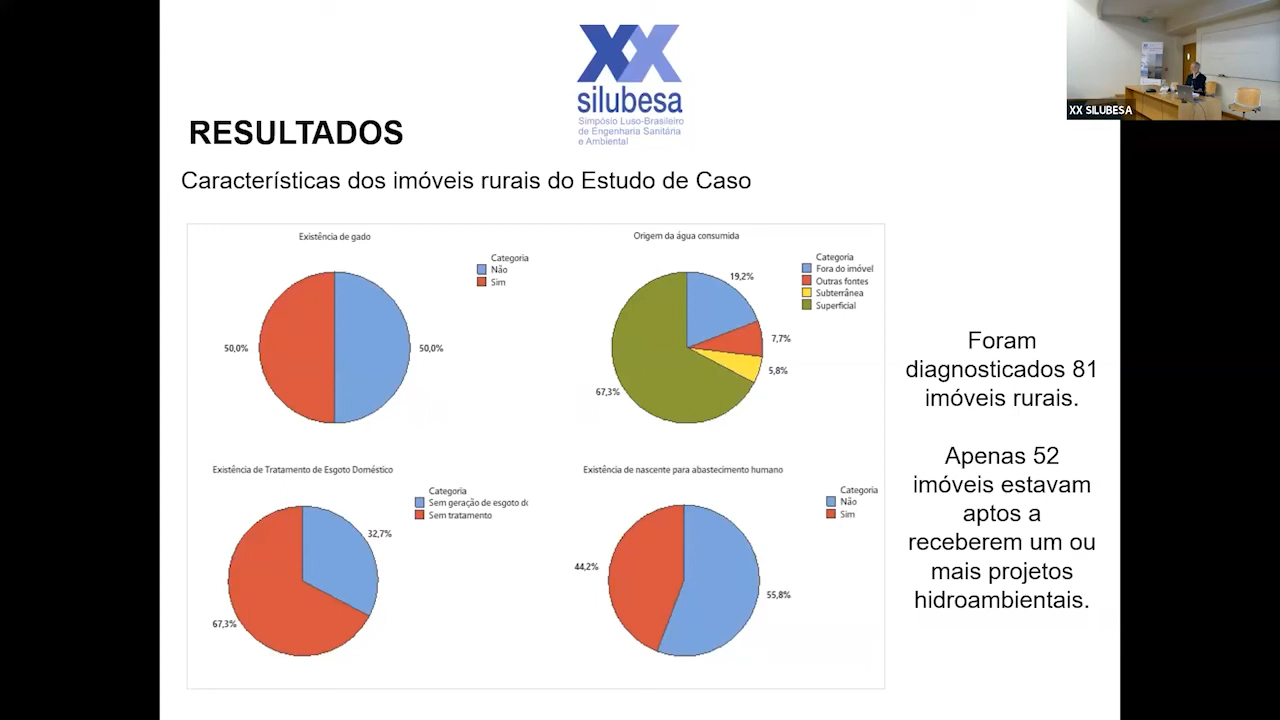 XX
silubesa
Simpósio Luso-Brasileiro
de Engenharia Sanitária
e Ambiental
XX SILUBESA
RESULTADOS
Características dos imóveis rurais do Estudo de Caso
Existência de gado
Categoria
Não
Sim
50,0%
50,0%
Origem da água consumida
Categoria
Fora do imóvel
Outras fontes
Subterrânea
Superficial
19,2%
7,7%
5,8%
67,3%
Existência de Tratamento de Esgoto Doméstico
Categoria
Sem geração de esgoto dc
Sem tratamento
32,7%
67,3%
Existência de nascente para abastecimento humano
Categoria
Não
Sim
44,2%
55,8%
Foram
diagnosticados 81
imóveis rurais.
Apenas 52
imóveis estavam
aptos a
receberem um ou
mais projetos
hidroambientais.